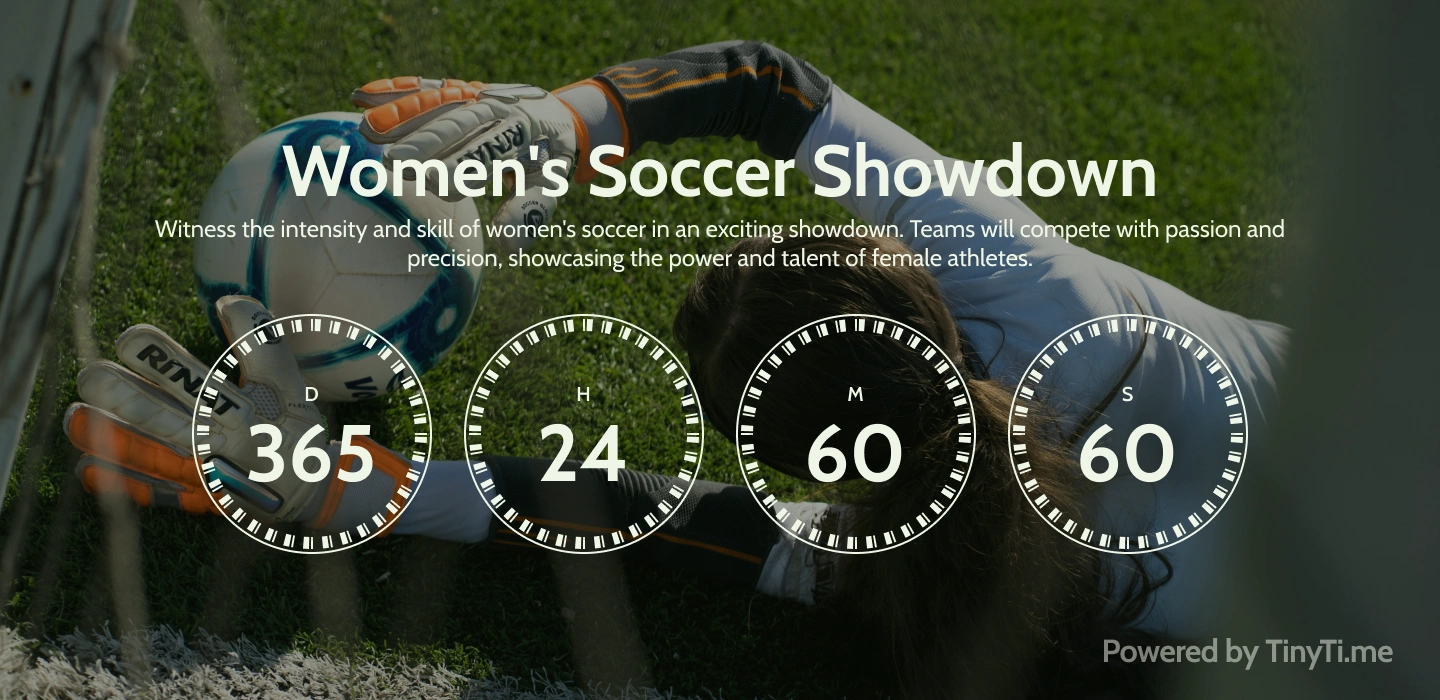 Women's Soccer Showdown
Witness the intensity and skill of women's soccer in an exciting showdown. Teams will compete with passion and
precision, showcasing the power and talent of female athletes.
RiNAT
RiNAT
D
365
H
24
M
60
S
60
Powered by TinyTi.me